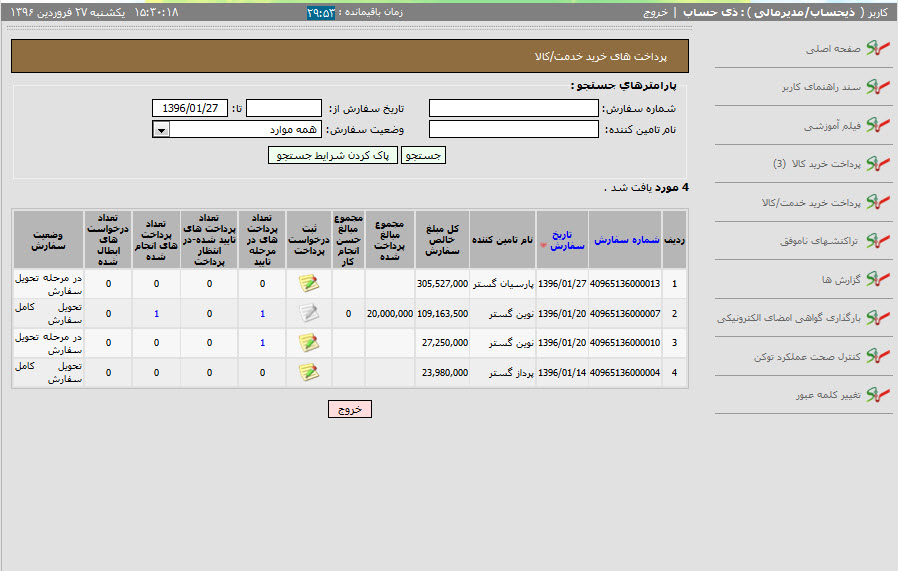 کاربر ( ذیحساب/مدیرمالی ) : ذی حساب | خروج
زمان باقیمانده : ۲۹:۵۳
۱۵:۲۰:۱۸ یکشنبه ۲۷ فروردین ۱۳۹۶
صفحه اصلی
سند راهنمای کاربر
فیلم آموزشی
پرداخت خرید کالا (3)
پرداخت خرید خدمت/کالا
تراکنشهای ناموفق
گزارش ها
بارگذاری گواهی امضای الکترونیکی
کنترل صحت عملکرد توکن
تغییر کلمه عبور
پرداخت های خرید خدمت/کالا
پارامترهای جستجو :
شماره سفارش:
تاریخ سفارش از:
تا: 1396/01/27
نام تامین کننده:
وضعیت سفارش: همه موارد
جستجو
پاک کردن شرایط جستجو
4 مورد یافت شد .
ردیف
شماره سفارش
تاریخ سفارش
نام تامین کننده
کل مبلغ خالص سفارش
مجموع مبالغ پرداخت شده
مجموع مبالغ حسن انجام کار
ثبت درخواست پرداخت
تعداد پرداخت های در مرحله تایید
تعداد پرداخت های تایید شده-در انتظار پرداخت
تعداد پرداخت های انجام شده
تعداد درخواست های ابطال شده
وضعیت سفارش
1 40965136000013 1396/01/27 پارسیان گستر 305,527,000 0 0 0 0 در مرحله تحویل سفارش
2 40965136000007 1396/01/20 نوین گستر 109,163,500 20,000,000 0 1 0 1 0 تحویل کامل سفارش
3 40965136000010 1396/01/20 نوین گستر 27,250,000 1 0 0 0 در مرحله تحویل سفارش
4 40965136000004 1396/01/14 پرداز گستر 23,980,000 0 0 0 0 تحویل کامل سفارش
خروج